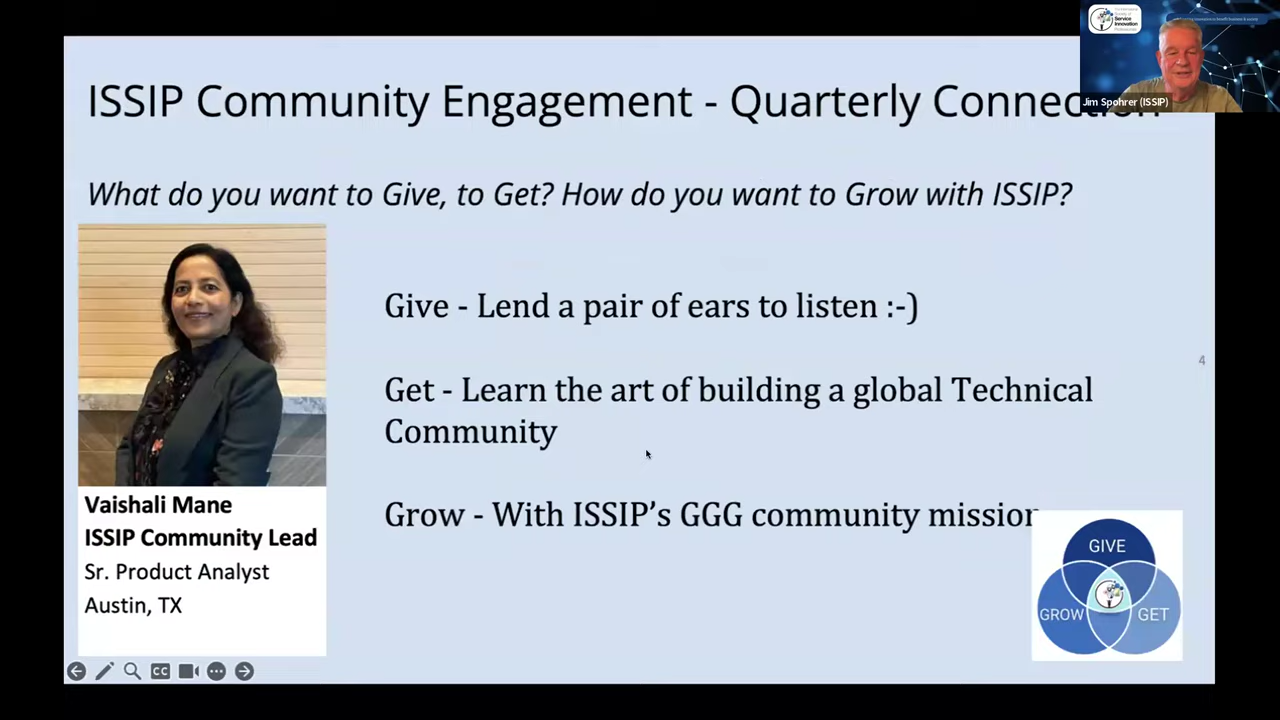 ISSIP Community Engagement - Quarterly Connection
What do you want to Give, to Get? How do you want to Grow with ISSIP?
Give - Lend a pair of ears to listen :-)
Get - Learn the art of building a global Technical
Community
Grow - With ISSIP’s GGG community mission
Vaishali Mane
ISSIP Community Lead
Sr. Product Analyst
Austin, TX
4
GIVE
GROW
GET
CC
Service
Innovation
Jim Spohrer (ISSIP)